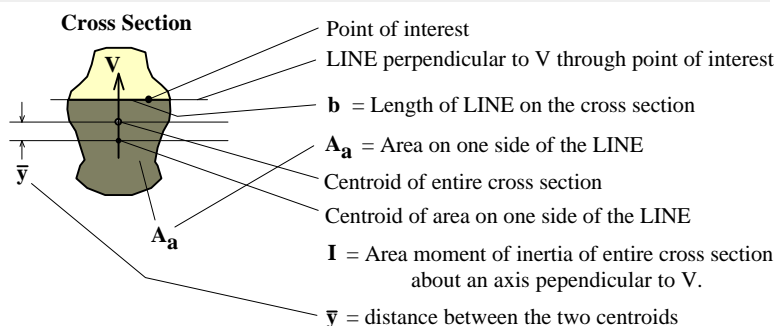 Cross Section
Point of interest
LINE perpendicular to V through point of interest
V
b = Length of LINE on the cross section
Aa = Area on one side of the LINE
Centroid of entire cross section
ȳ
Centroid of area on one side of the LINE
Aa
I = Area moment of inertia of entire cross section
about an axis pependicular to V.
ȳ = distance between the two centroids